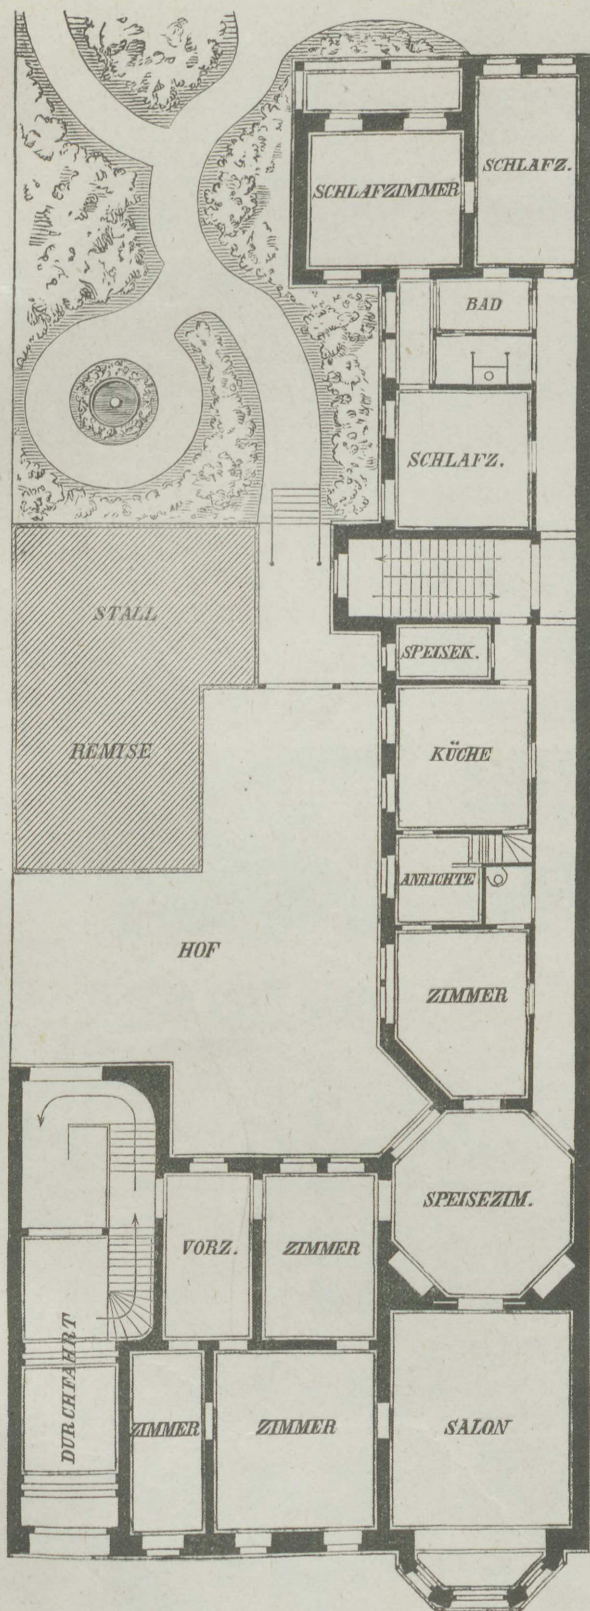 SCHLAFZIMMER
SCHLAFZ.
BAD
SCHLAFZ.
STALL
SPEISEK.
REMISE
KÜCHE
ANRICHTE
HOF
ZIMMER
SPEISEZIM.
VORZ.
ZIMMER
DURCHFAHRT
ZIMMER
ZIMMER
SALON